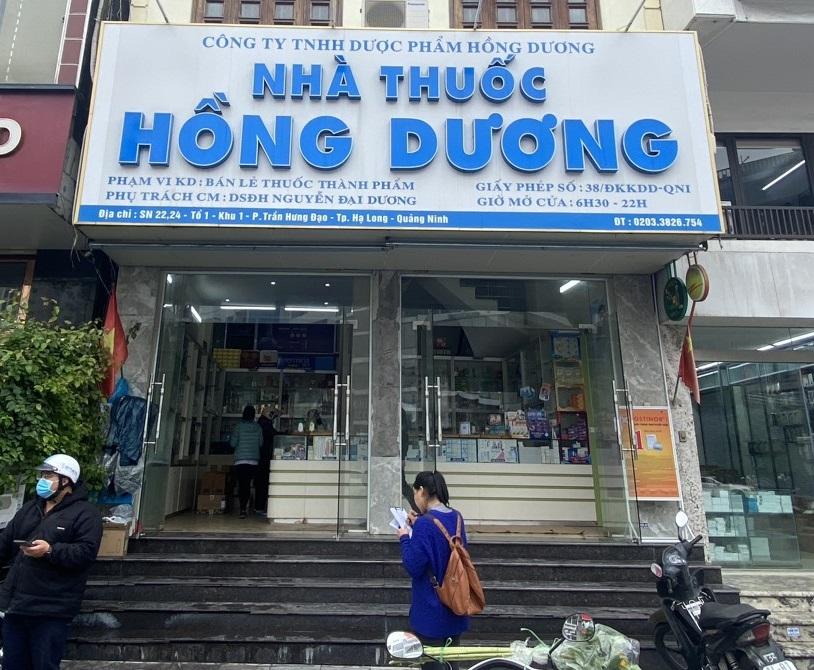 CÔNG TY TNHH DƯỢC PHẨM HỒNG DƯƠNG
NHÀ THUỐC
HỒNG DƯƠNG
PHẠM VI KD : BÁN LẺ THUỐC THÀNH PHẨM
GIẤY PHÉP SỐ : 38/ĐKKDD-QNI
PHỤ TRÁCH CM : DSĐH NGUYỄN ĐẠI DƯƠNG
GIỜ MỞ CỬA : 6H30 - 22H
Địa chỉ : SN 22,24 - Tổ 1 - Khu 1 - P. Trần Hưng Đạo - Tp. Hạ Long - Quảng Ninh
ĐT : 0203.3826.754